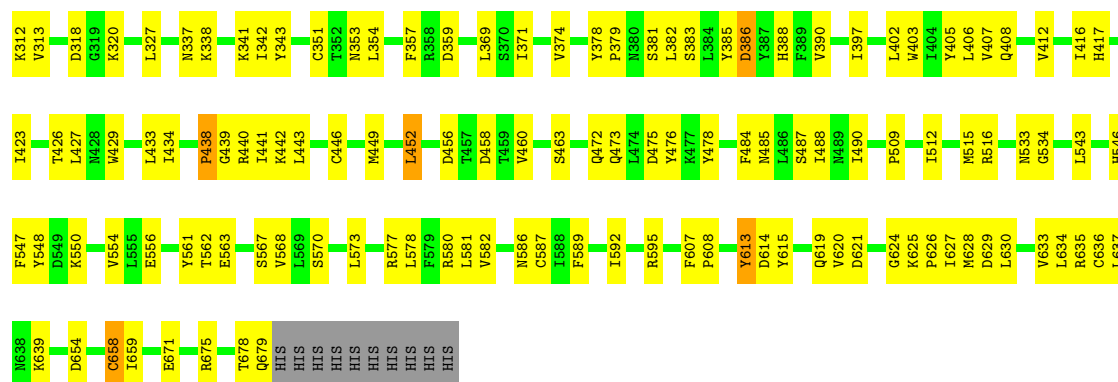 K312 V313 D318 G319 K320 L327 N337 K338 K341 I342 Y343 C351 T352 N353 L354 F357 R358 D359 L369 S370 I371 V374 Y378 P379 N380 S381 L382 S383 L384 Y385 D386 Y387 H388 F389 V390 I397 L402 W403 I404 Y405 L406 V407 Q408 V412 I416 H417
I423 T426 L427 N428 W429 L433 I434 P438 G439 R440 I441 K442 L443 C446 M449 L452 D456 T457 D458 T459 V460 S463 Q472 Q473 L474 D475 Y476 K477 Y478 F484 N485 L486 S487 I488 N489 I490 P509 I512 M515 R516 N533 G534 L543
F547 Y548 D549 K550 V554 L555 E556 Y561 T562 E563 S567 V568 L569 S570 L573 R577 L578 F579 R580 L581 V582 N586 C587 I588 F589 I592 R595 F607 P608 Y613 D614 Y615 Q619 V620 D621 G624 K625 P626 I627 M628 D629 L630 V633 L634 R635 C636
N638 K639 D654 C658 I659 E671 R675 T678 Q679 HIS HIS HIS HIS HIS HIS HIS HIS HIS